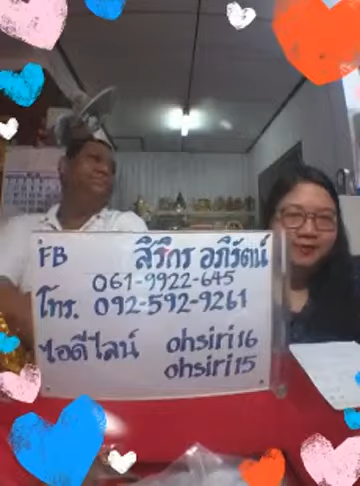 FB สิริกร อภิรัตน์
061-9922-645
โทร. 092-592-9261
ไอดีไลน์ ohsiri16
ohsiri15